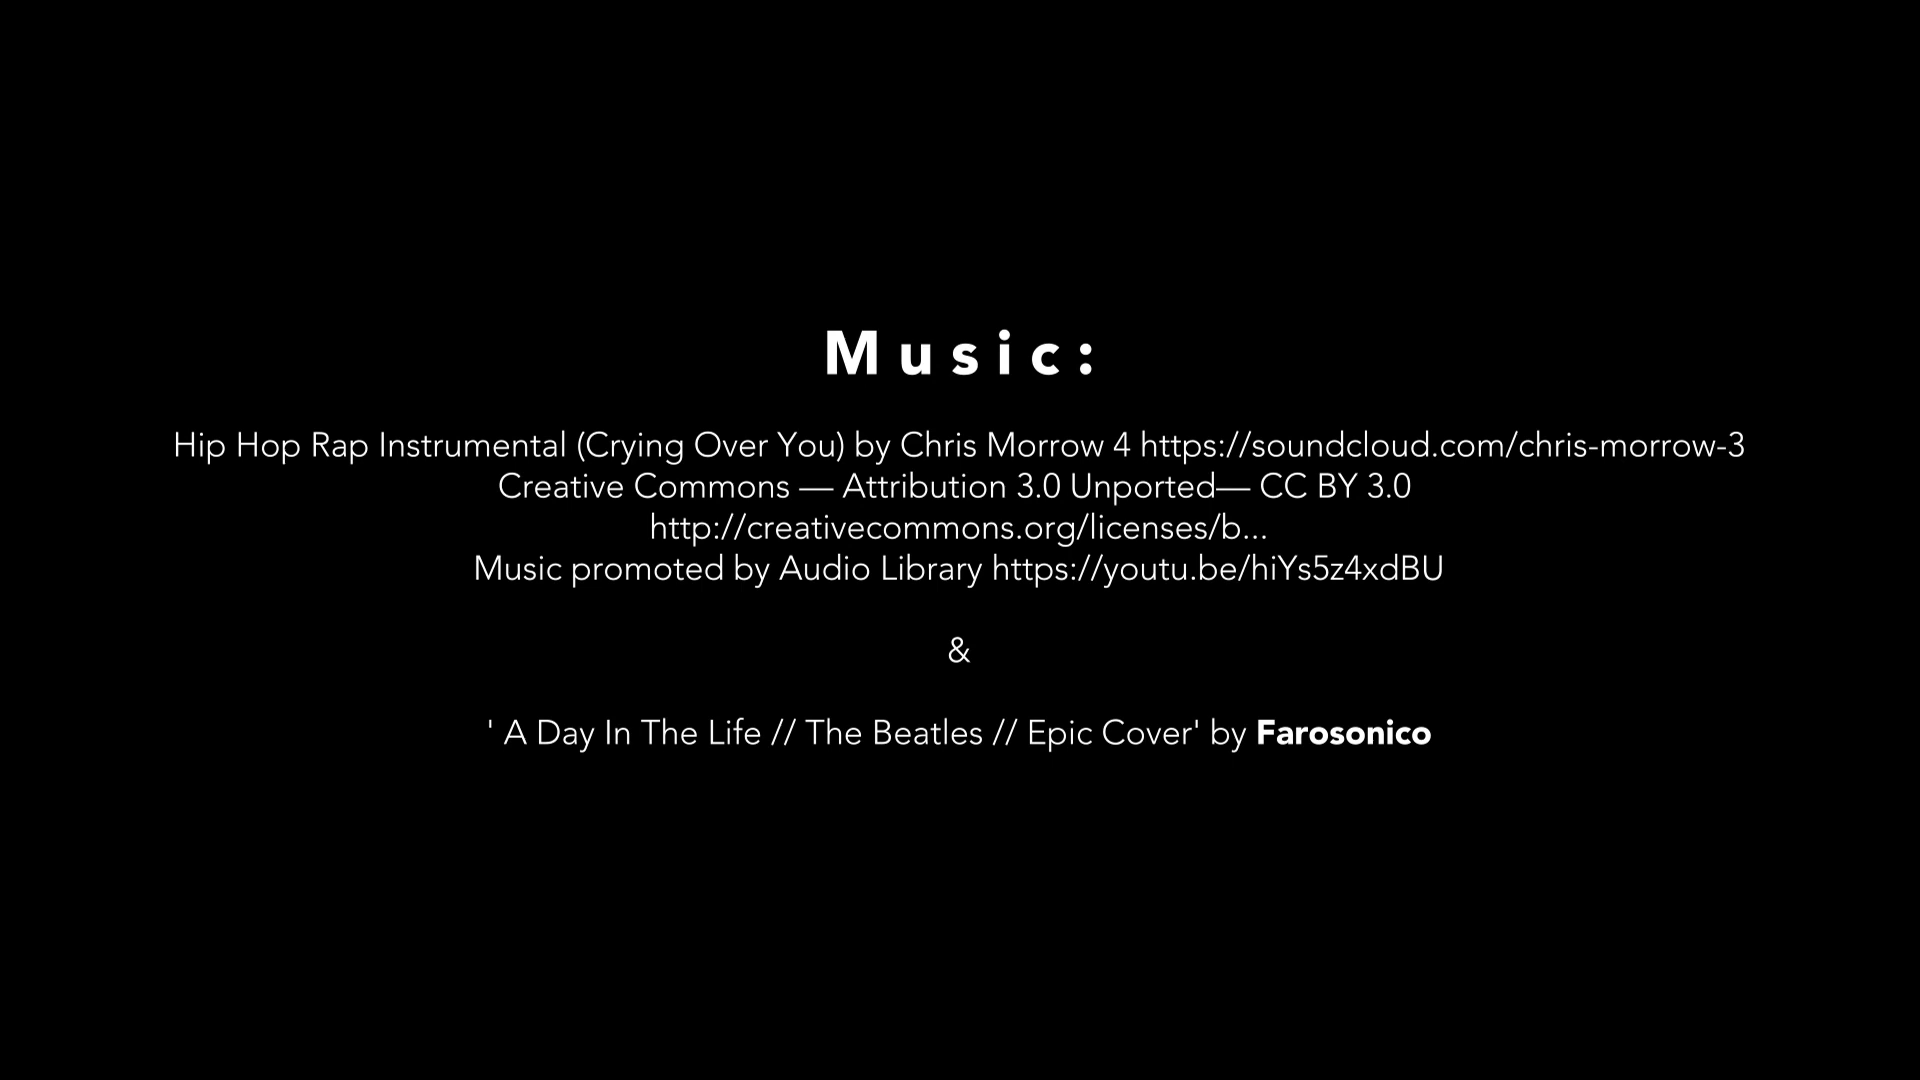 Music:
Hip Hop Rap Instrumental (Crying Over You) by Chris Morrow 4 https://soundcloud.com/chris-morrow-3
Creative Commons — Attribution 3.0 Unported— CC BY 3.0
http://creativecommons.org/licenses/b...
Music promoted by Audio Library https://youtu.be/hiYs5z4xdBU
&
' A Day In The Life // The Beatles // Epic Cover' by Farosonico